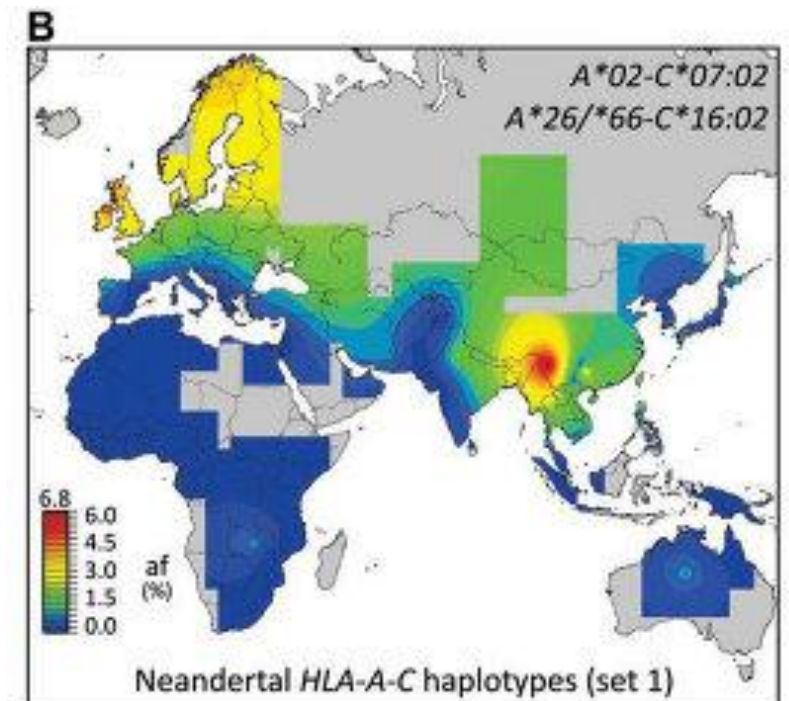 B
A*02-C*07:02
A*26/*66-C*16:02
6.8
6.0
4.5
3.0
1.5
0.0
af
(%)
Neandertal HLA-A-C haplotypes (set 1)